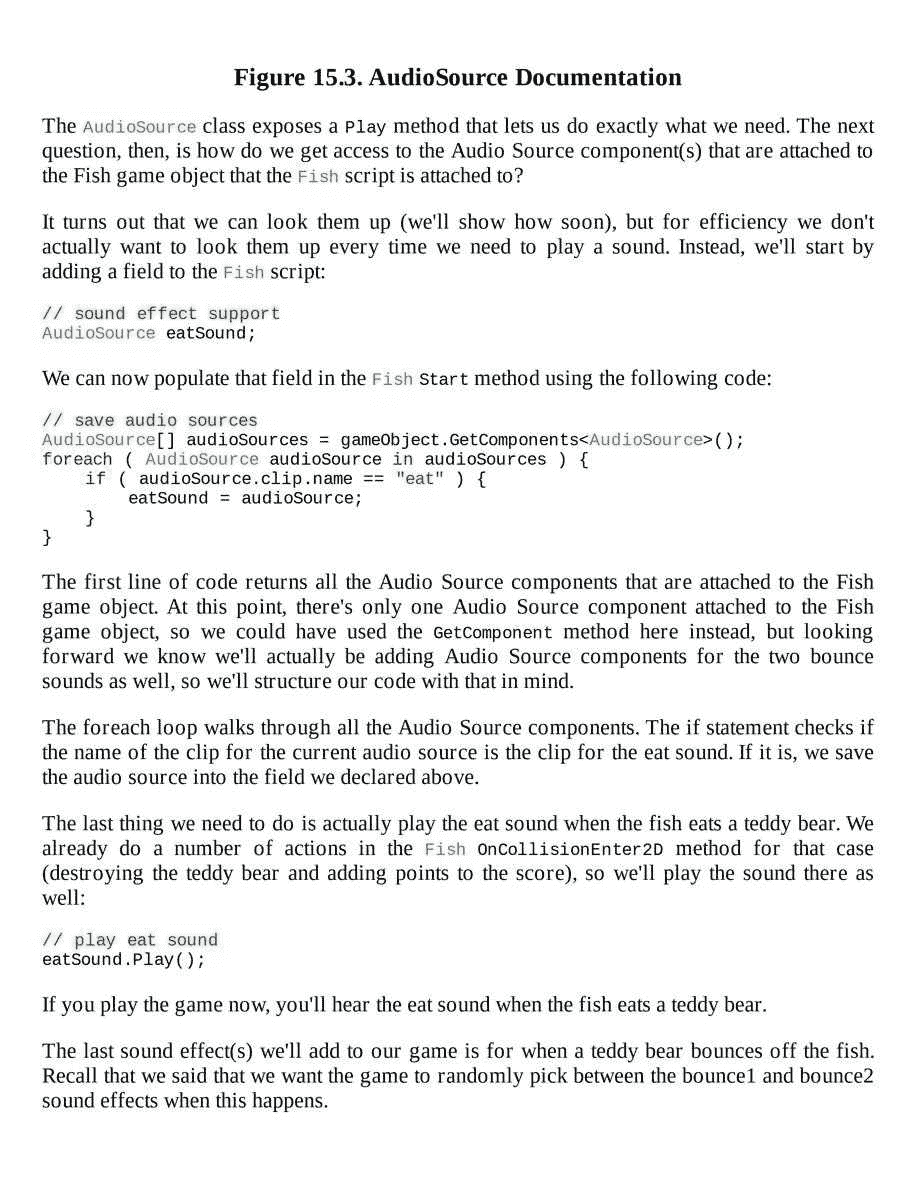 Figure 15.3. AudioSource Documentation
The AudioSource class exposes a Play method that lets us do exactly what we need. The next
question, then, is how do we get access to the Audio Source component(s) that are attached to
the Fish game object that the Fish script is attached to?
It turns out that we can look them up (we'll show how soon), but for efficiency we don't
actually want to look them up every time we need to play a sound. Instead, we'll start by
adding a field to the Fish script:
// sound effect support
AudioSource eatSound;
We can now populate that field in the Fish Start method using the following code:
// save audio sources
AudioSource[] audioSources = gameObject.GetComponents<AudioSource>();
foreach ( AudioSource audioSource in audioSources ) {
    if ( audioSource.clip.name == "eat" ) {
        eatSound = audioSource;
    }
}
The first line of code returns all the Audio Source components that are attached to the Fish
game object. At this point, there's only one Audio Source component attached to the Fish
game object, so we could have used the GetComponent method here instead, but looking
forward we know we'll actually be adding Audio Source components for the two bounce
sounds as well, so we'll structure our code with that in mind.
The foreach loop walks through all the Audio Source components. The if statement checks if
the name of the clip for the current audio source is the clip for the eat sound. If it is, we save
the audio source into the field we declared above.
The last thing we need to do is actually play the eat sound when the fish eats a teddy bear. We
already do a number of actions in the Fish OnCollisionEnter2D method for that case
(destroying the teddy bear and adding points to the score), so we'll play the sound there as
well:
// play eat sound
eatSound.Play();
If you play the game now, you'll hear the eat sound when the fish eats a teddy bear.
The last sound effect(s) we'll add to our game is for when a teddy bear bounces off the fish.
Recall that we said that we want the game to randomly pick between the bounce1 and bounce2
sound effects when this happens.